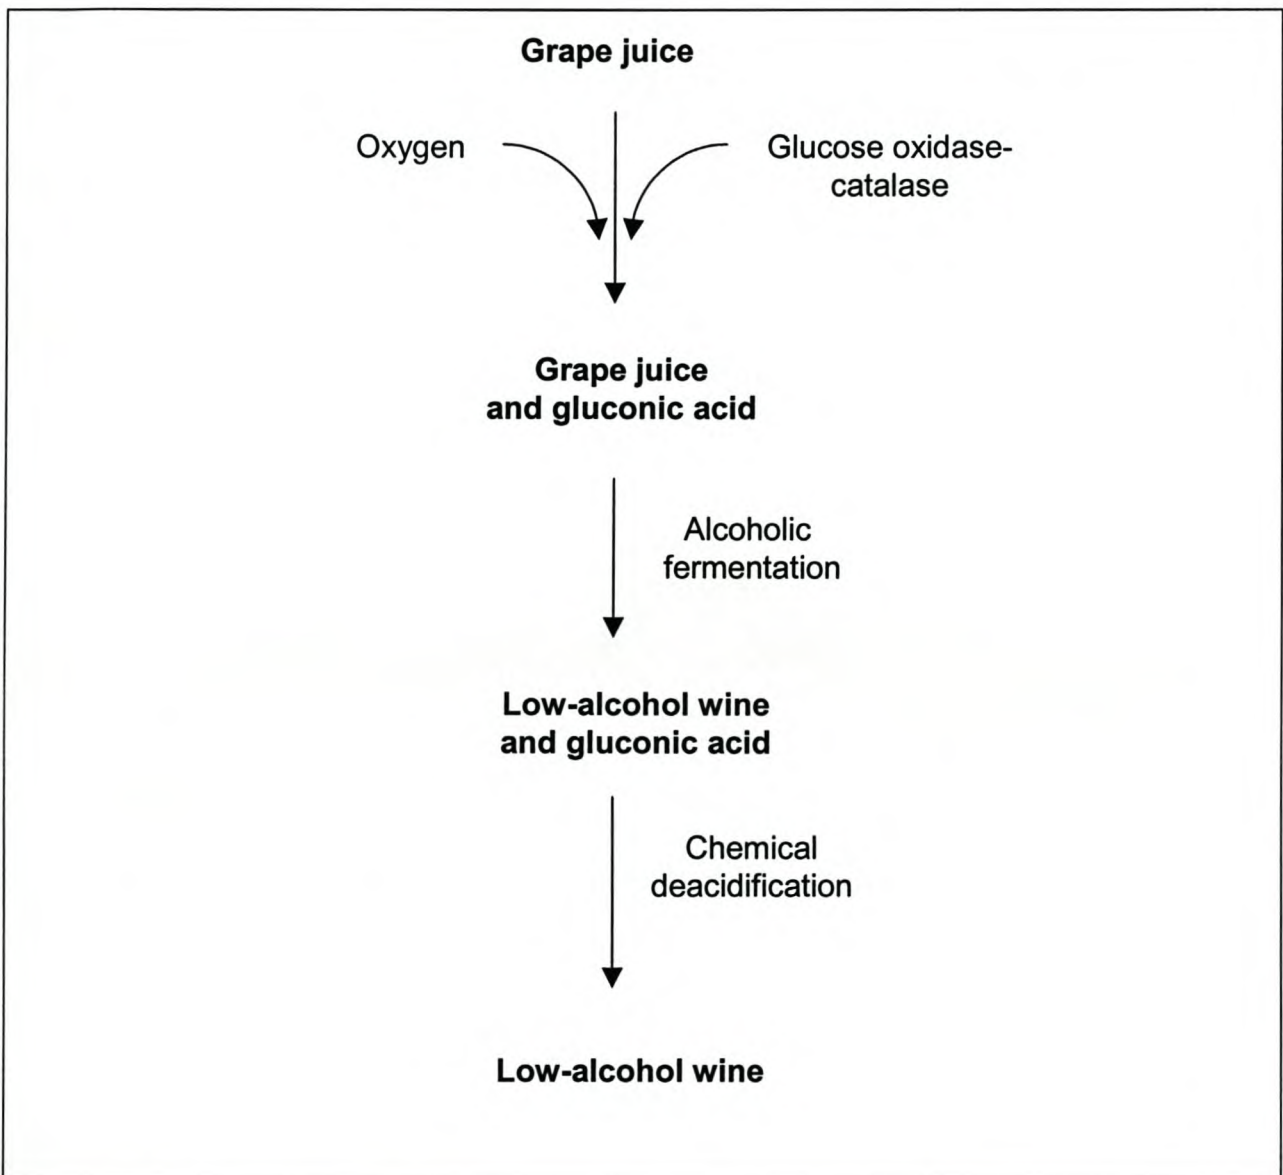 Grape juice
Oxygen
Glucose oxidase-
catalase
Grape juice
and gluconic acid
Alcoholic
fermentation
Low-alcohol wine
and gluconic acid
Chemical
deacidification
Low-alcohol wine